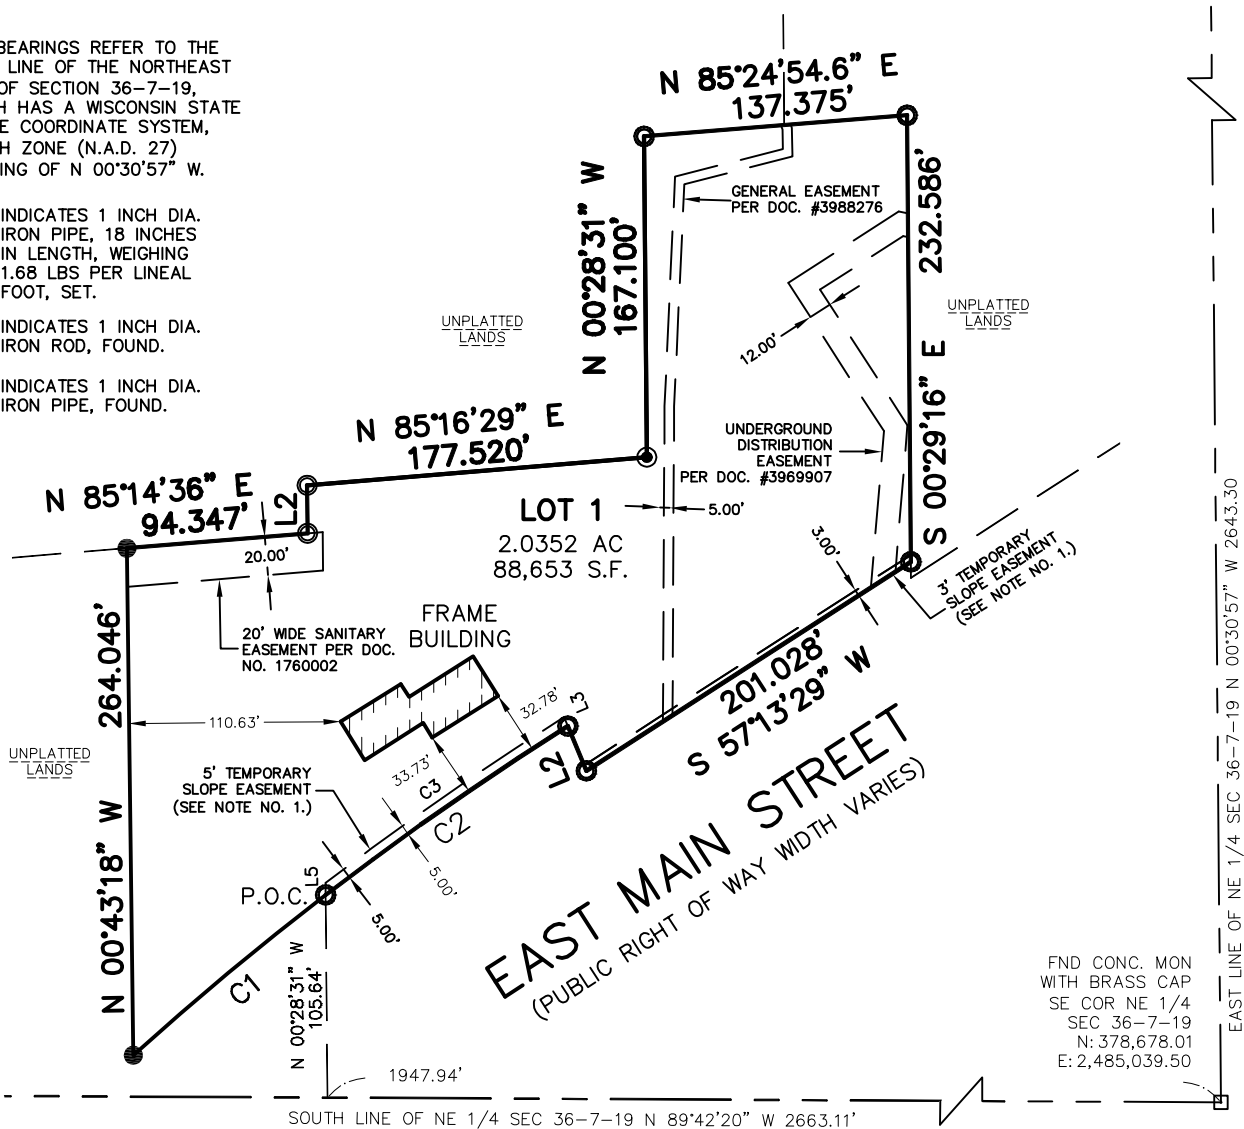 BEARINGS REFER TO THE
LINE OF THE NORTHEAST
OF SECTION 36-7-19,
H HAS A WISCONSIN STATE
E COORDINATE SYSTEM,
H ZONE (N.A.D. 27)
ING OF N 00°30'57" W.
INDICATES 1 INCH DIA.
IRON PIPE, 18 INCHES
IN LENGTH, WEIGHING
1.68 LBS PER LINEAL
FOOT, SET.
INDICATES 1 INCH DIA.
IRON ROD, FOUND.
INDICATES 1 INCH DIA.
IRON PIPE, FOUND.
N 85°24'54.6" E
137.375'
GENERAL EASEMENT
PER DOC. #3988276
N 00°28'31" W
167.100'
232.586'
S 00°29'16" E
UNPLATTED
LANDS
UNPLATTED
LANDS
12.00'
N 85°16'29" E
177.520'
UNDERGROUND
DISTRIBUTION
EASEMENT
PER DOC. #3969907
N 85°14'36" E
94.347'
L2
20.00'
LOT 1
2.0352 AC
88,653 S.F.
5.00'
3.00'
3' TEMPORARY
SLOPE EASEMENT
(SEE NOTE NO. 1.)
264.046'
N 00°43'18" W
20' WIDE SANITARY
EASEMENT PER DOC.
NO. 1760002
FRAME
BUILDING
110.63'
32.78'
L3
L2
33.73'
C3
C2
201.028'
S 57°13'29" W
UNPLATTED
LANDS
5' TEMPORARY
SLOPE EASEMENT
(SEE NOTE NO. 1.)
5.00'
L5
P.O.C.
5.00'
C1
N 00°28'31" W
105.64'
EAST MAIN STREET
(PUBLIC RIGHT OF WAY WIDTH VARIES)
FND CONC. MON
WITH BRASS CAP
SE COR NE 1/4
SEC 36-7-19
N: 378,678.01
E: 2,485,039.50
EAST LINE OF NE 1/4 SEC 36-7-19 N 00°30'57" W 2643.30
1947.94'
SOUTH LINE OF NE 1/4 SEC 36-7-19 N 89°42'20" W 2663.11'